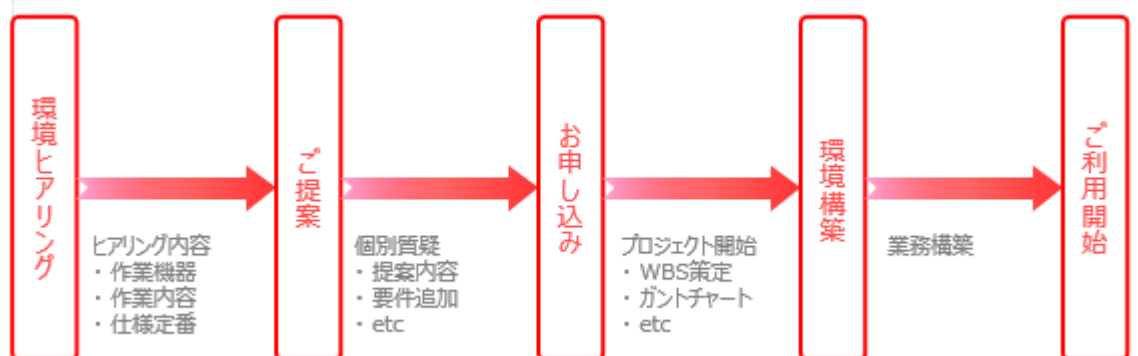 環境ヒアリング
ヒアリング内容
・作業機器
・作業内容
・仕様定番
ご提案
個別質疑
・提案内容
・要件追加
・etc
お申し込み
プロジェクト開始
・WBS策定
・ガントチャート
・etc
環境構築
業務構築
ご利用開始